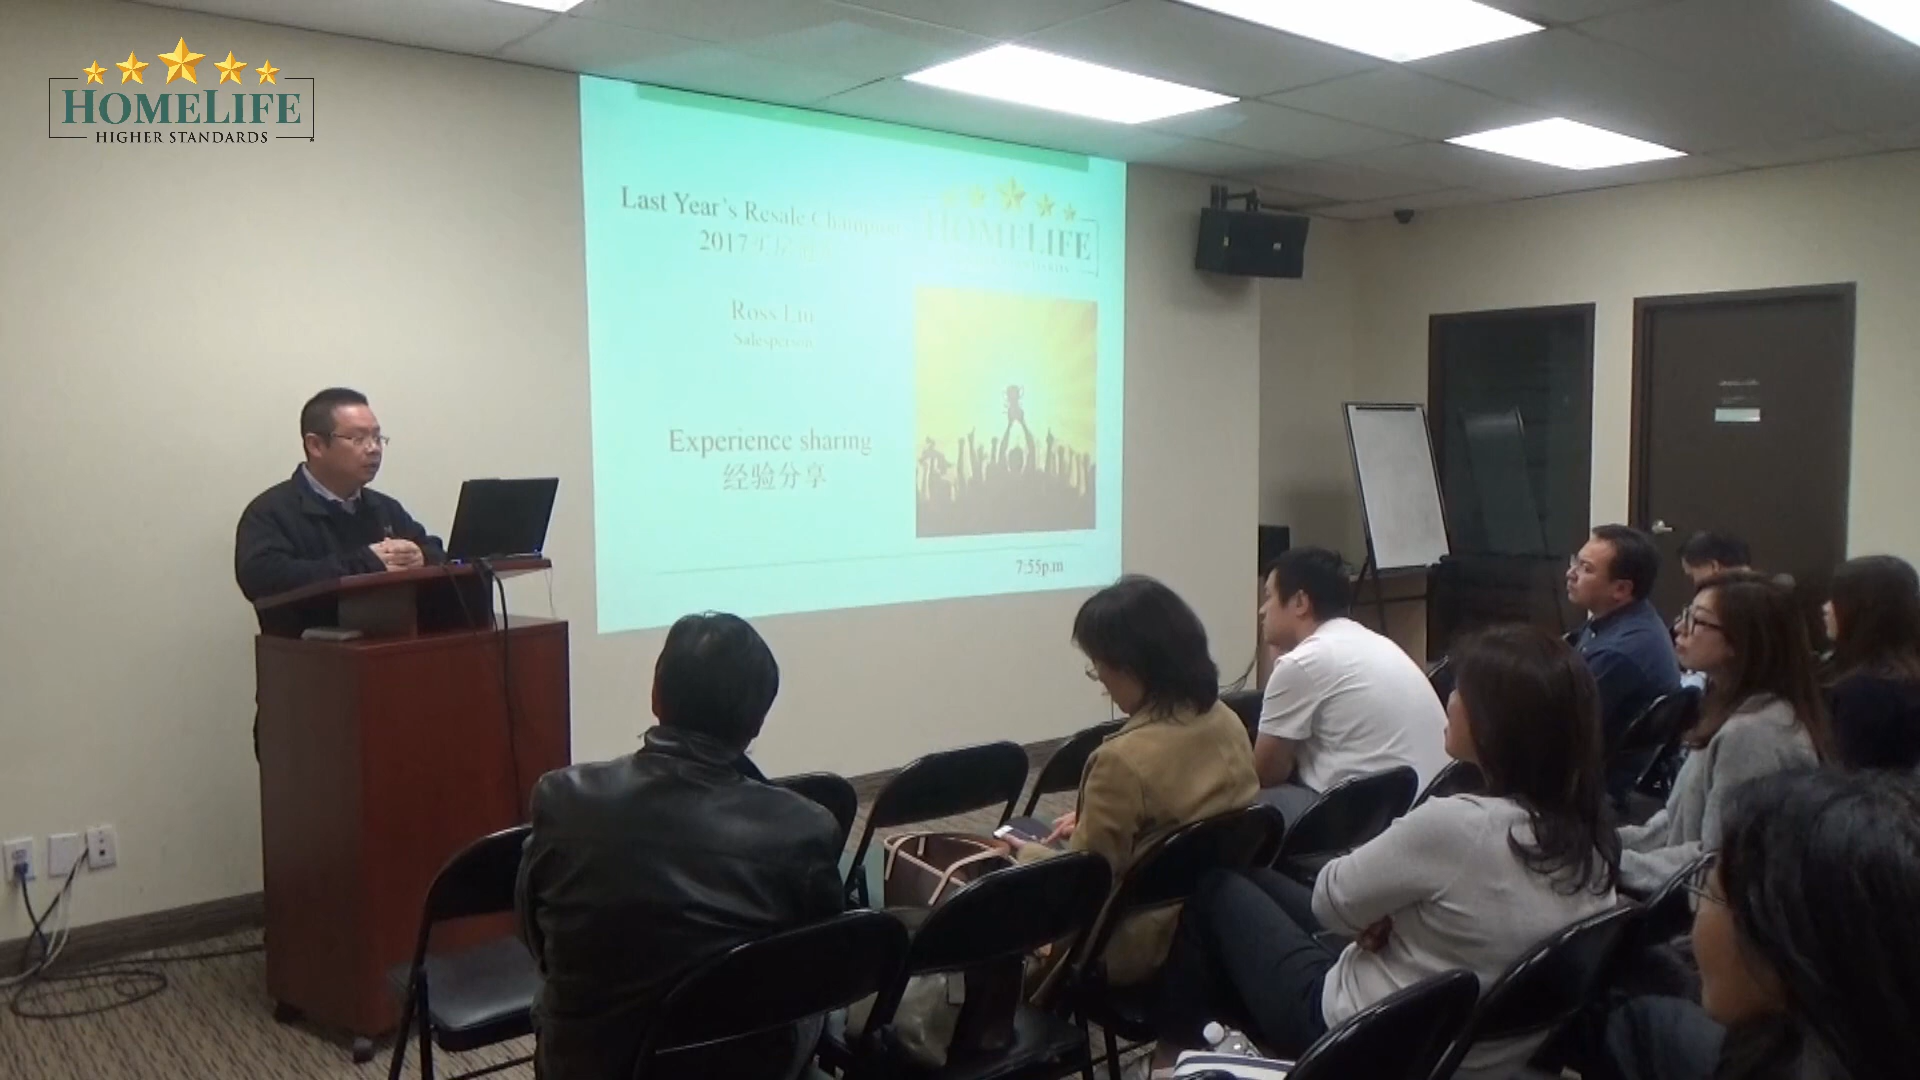 HOMELIFE
HIGHER STANDARDS
Last Year's Resale Champion
2017
HOMELIFE
Ross
Salesperson
Experience sharing
经验分享
7:55p.m